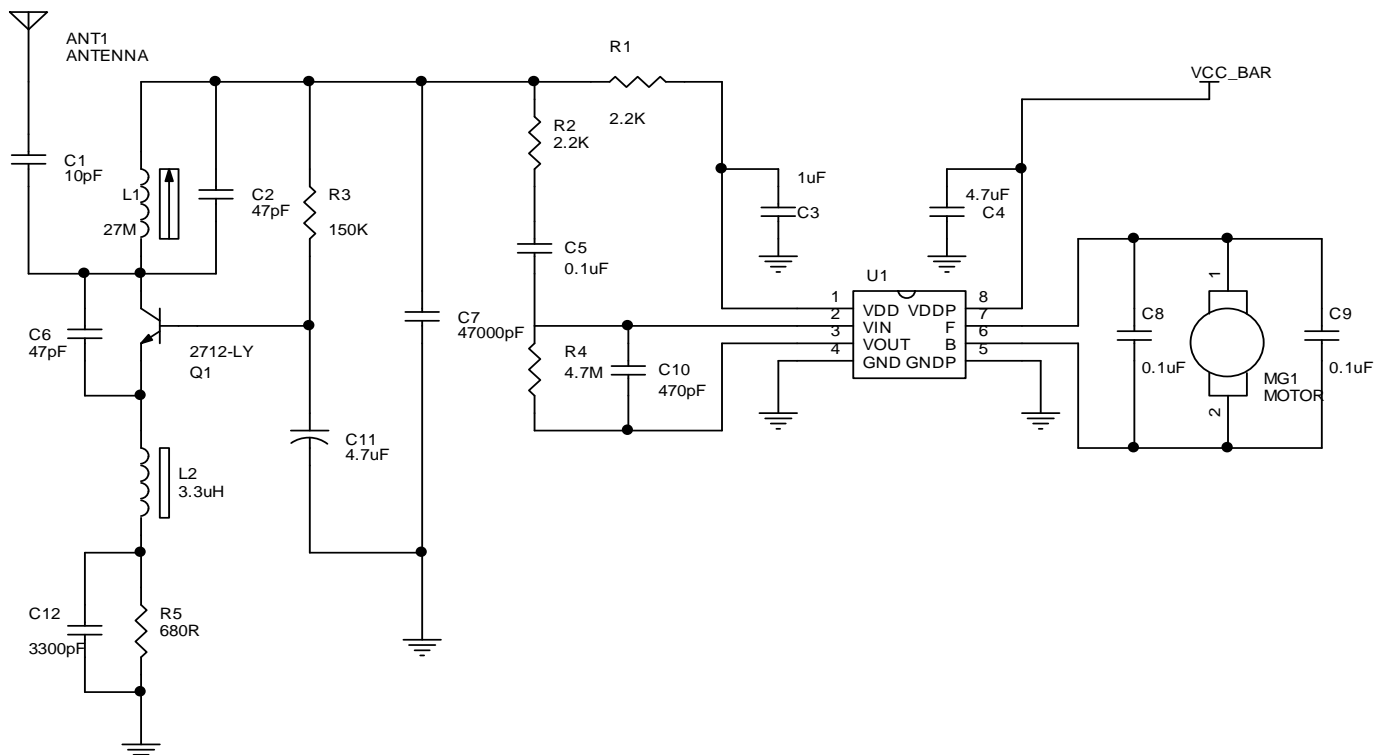 ANT1
ANTENNA
R1
2.2K
VCC_BAR
R2
2.2K
C1
10pF
L1
27M
C2
47pF
R3
150K
1uF
C3
4.7uF
C4
C5
0.1uF
U1
1
2
3
4
VDD VDDP
VIN F
VOUT B
GND GNDP
8
7
6
5
C6
47pF
2712-LY
Q1
C7
47000pF
R4
4.7M
C10
470pF
C8
0.1uF
1
2
MG1
MOTOR
C9
0.1uF
C11
4.7uF
L2
3.3uH
C12
3300pF
R5
680R